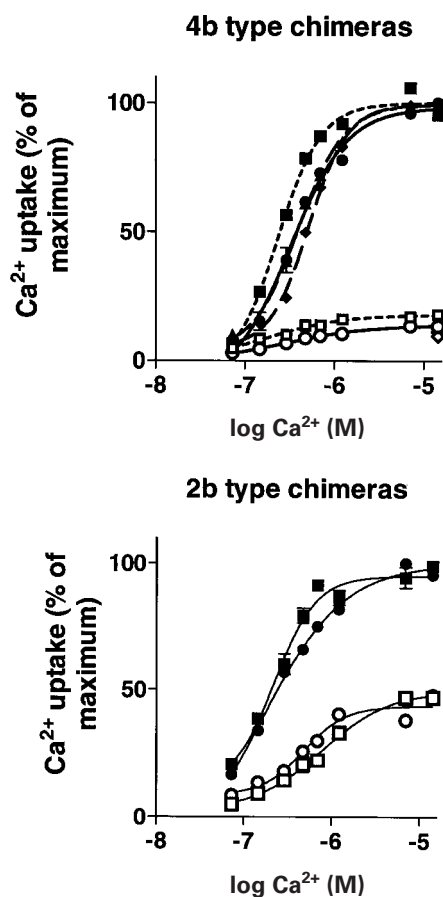 4b type chimeras
Ca2+ uptake (% of
maximum)
100
50
0
-8
-7
-6
-5
log Ca2+ (M)
2b type chimeras
Ca2+ uptake (% of
maximum)
100
50
0
-8
-7
-6
-5
log Ca2+ (M)